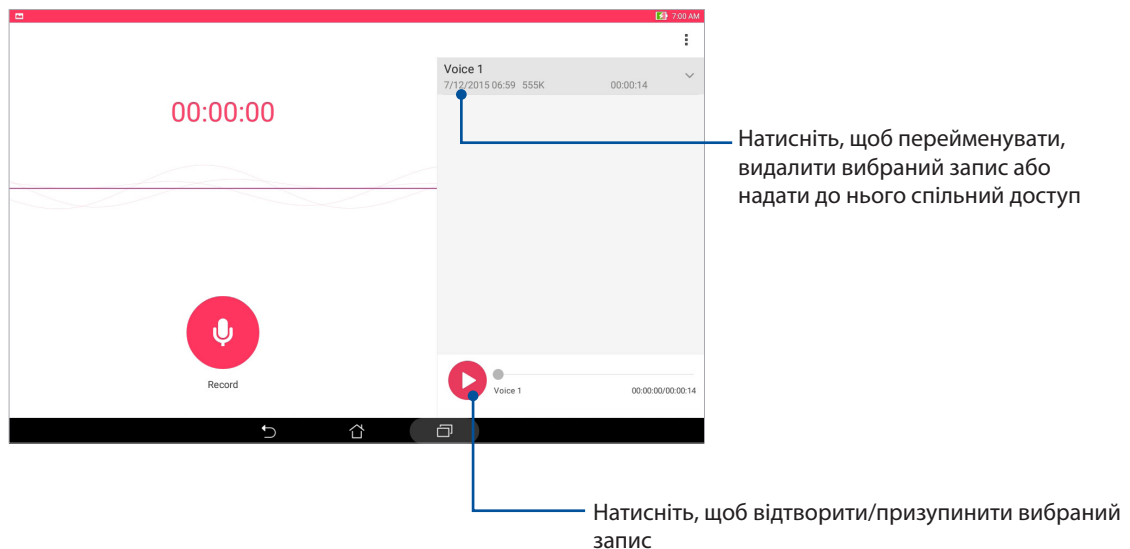 7:00 AM
Voice 1
7/12/2015 06:59 555K 00:00:14
00:00:00
Натисніть, щоб перейменувати,
видалити вибраний запис або
надати до нього спільний доступ
Record
Voice 1 00:00:00/00:00:14
Натисніть, щоб відтворити/призупинити вибраний
запис